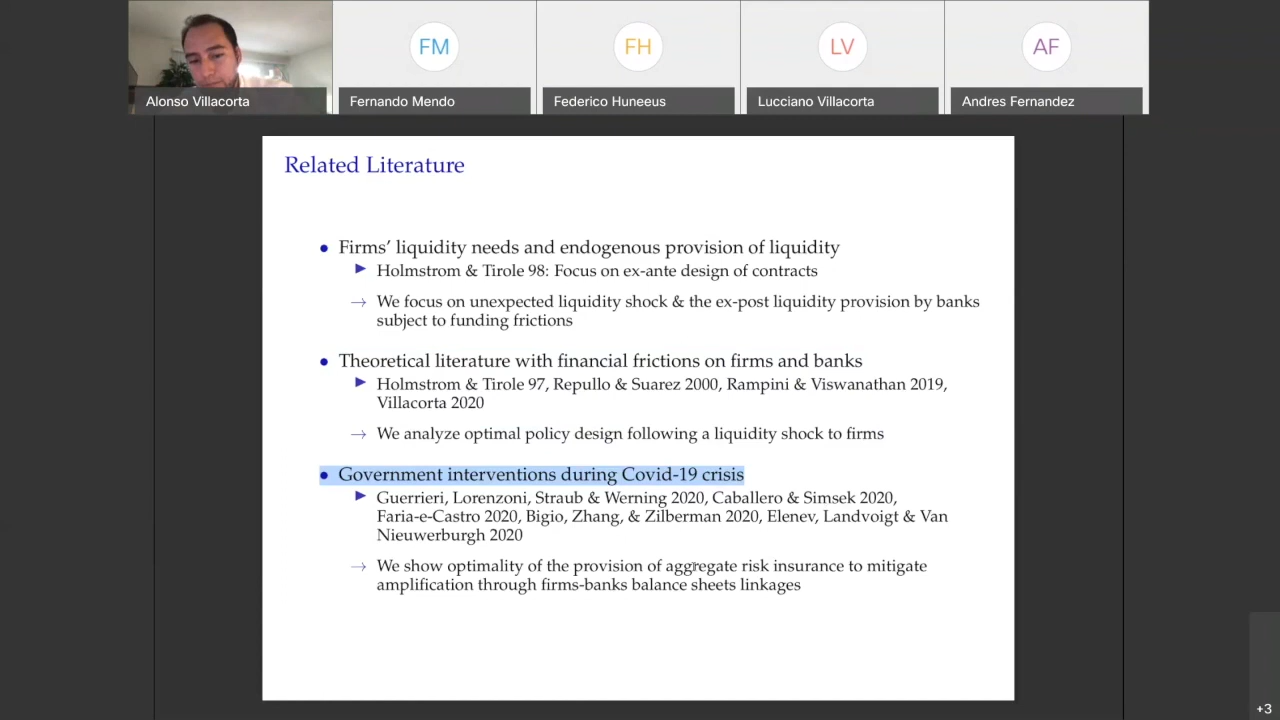 FM
FH
LV
AF
Alonso Villacorta
Fernando Mendo
Federico Huneeus
Lucciano Villacorta
Andres Fernandez
Related Literature
• Firms' liquidity needs and endogenous provision of liquidity
▶ Holmstrom & Tirole 98: Focus on ex-ante design of contracts
→ We focus on unexpected liquidity shock & the ex-post liquidity provision by banks
subject to funding frictions
• Theoretical literature with financial frictions on firms and banks
▶ Holmstrom & Tirole 97, Repullo & Suarez 2000, Rampini & Viswanathan 2019,
Villacorta 2020
→ We analyze optimal policy design following a liquidity shock to firms
• Government interventions during Covid-19 crisis
▶ Guerrieri, Lorenzoni, Straub & Werning 2020, Caballero & Simsek 2020,
Faria-e-Castro 2020, Bigio, Zhang, & Zilberman 2020, Elenev, Landvoigt & Van
Nieuwerburgh 2020
→ We show optimality of the provision of aggregate risk insurance to mitigate
amplification through firms-banks balance sheets linkages
+3